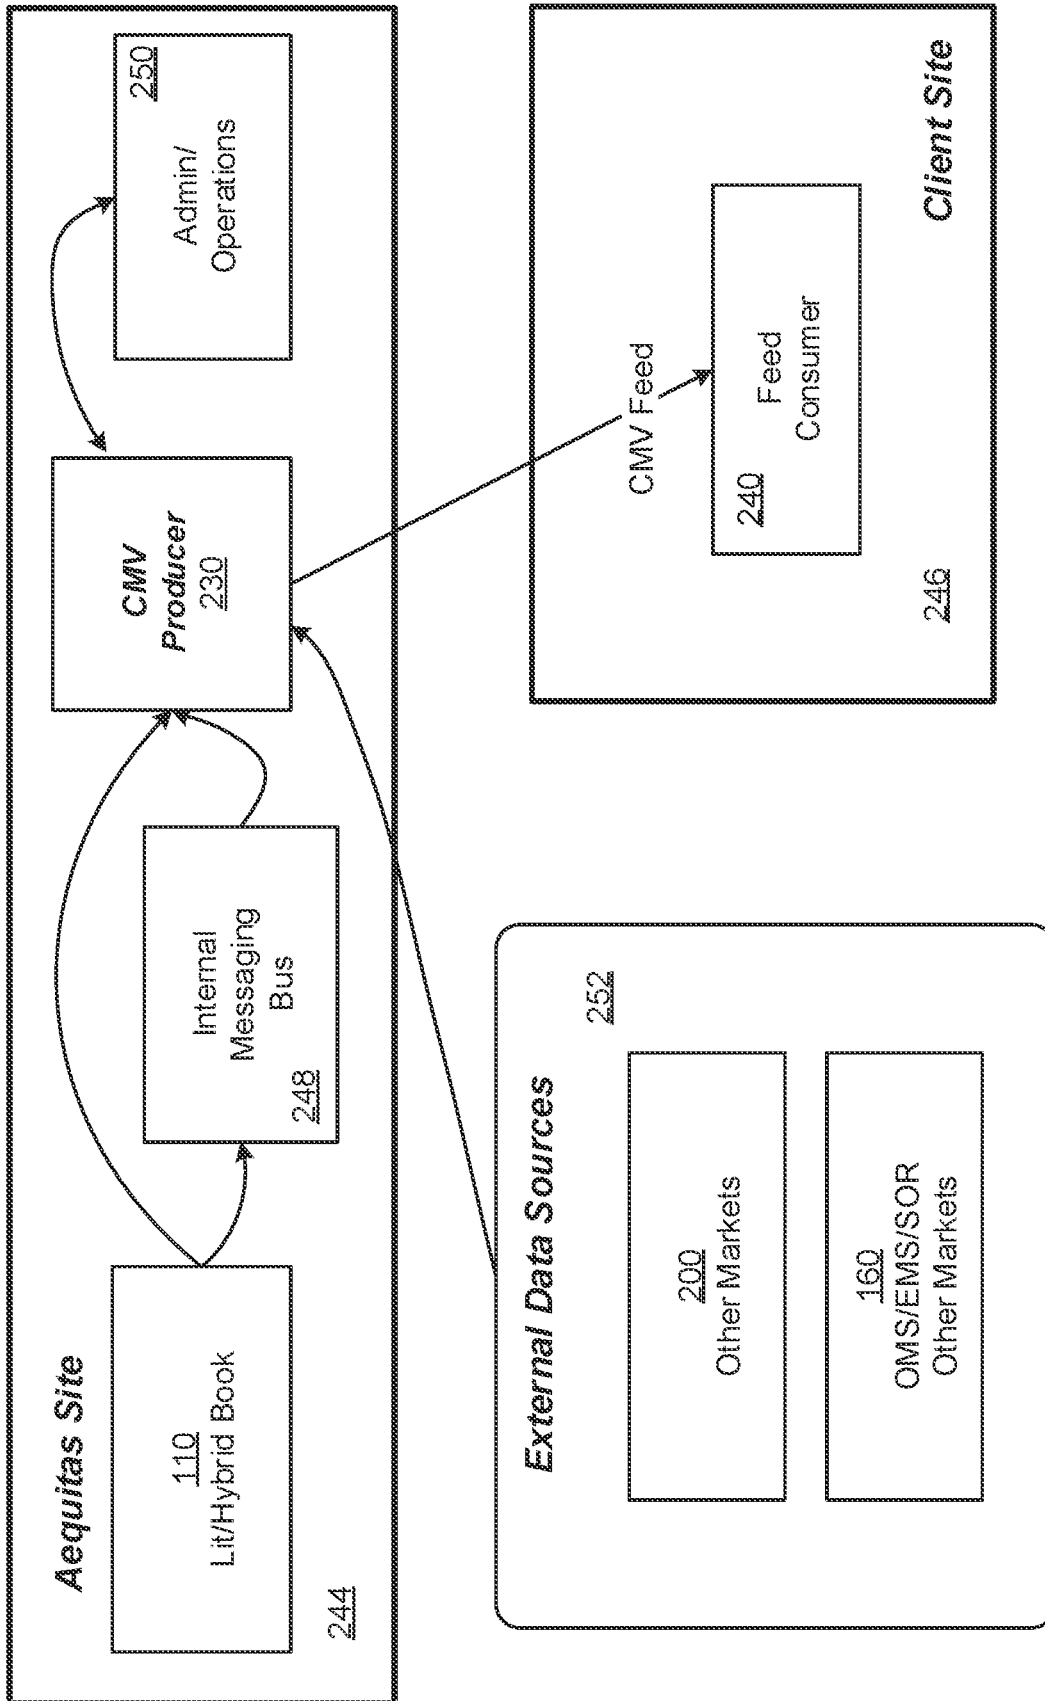 Aequitas Site
110
Lit/Hybrid Book
244
Internal
Messaging
Bus
248
CMV
Producer
230
250
Admin/
Operations
External Data Sources
252
200
Other Markets
160
OMS/EMS/SOR
Other Markets
CMV Feed
240
Feed
Consumer
246
Client Site